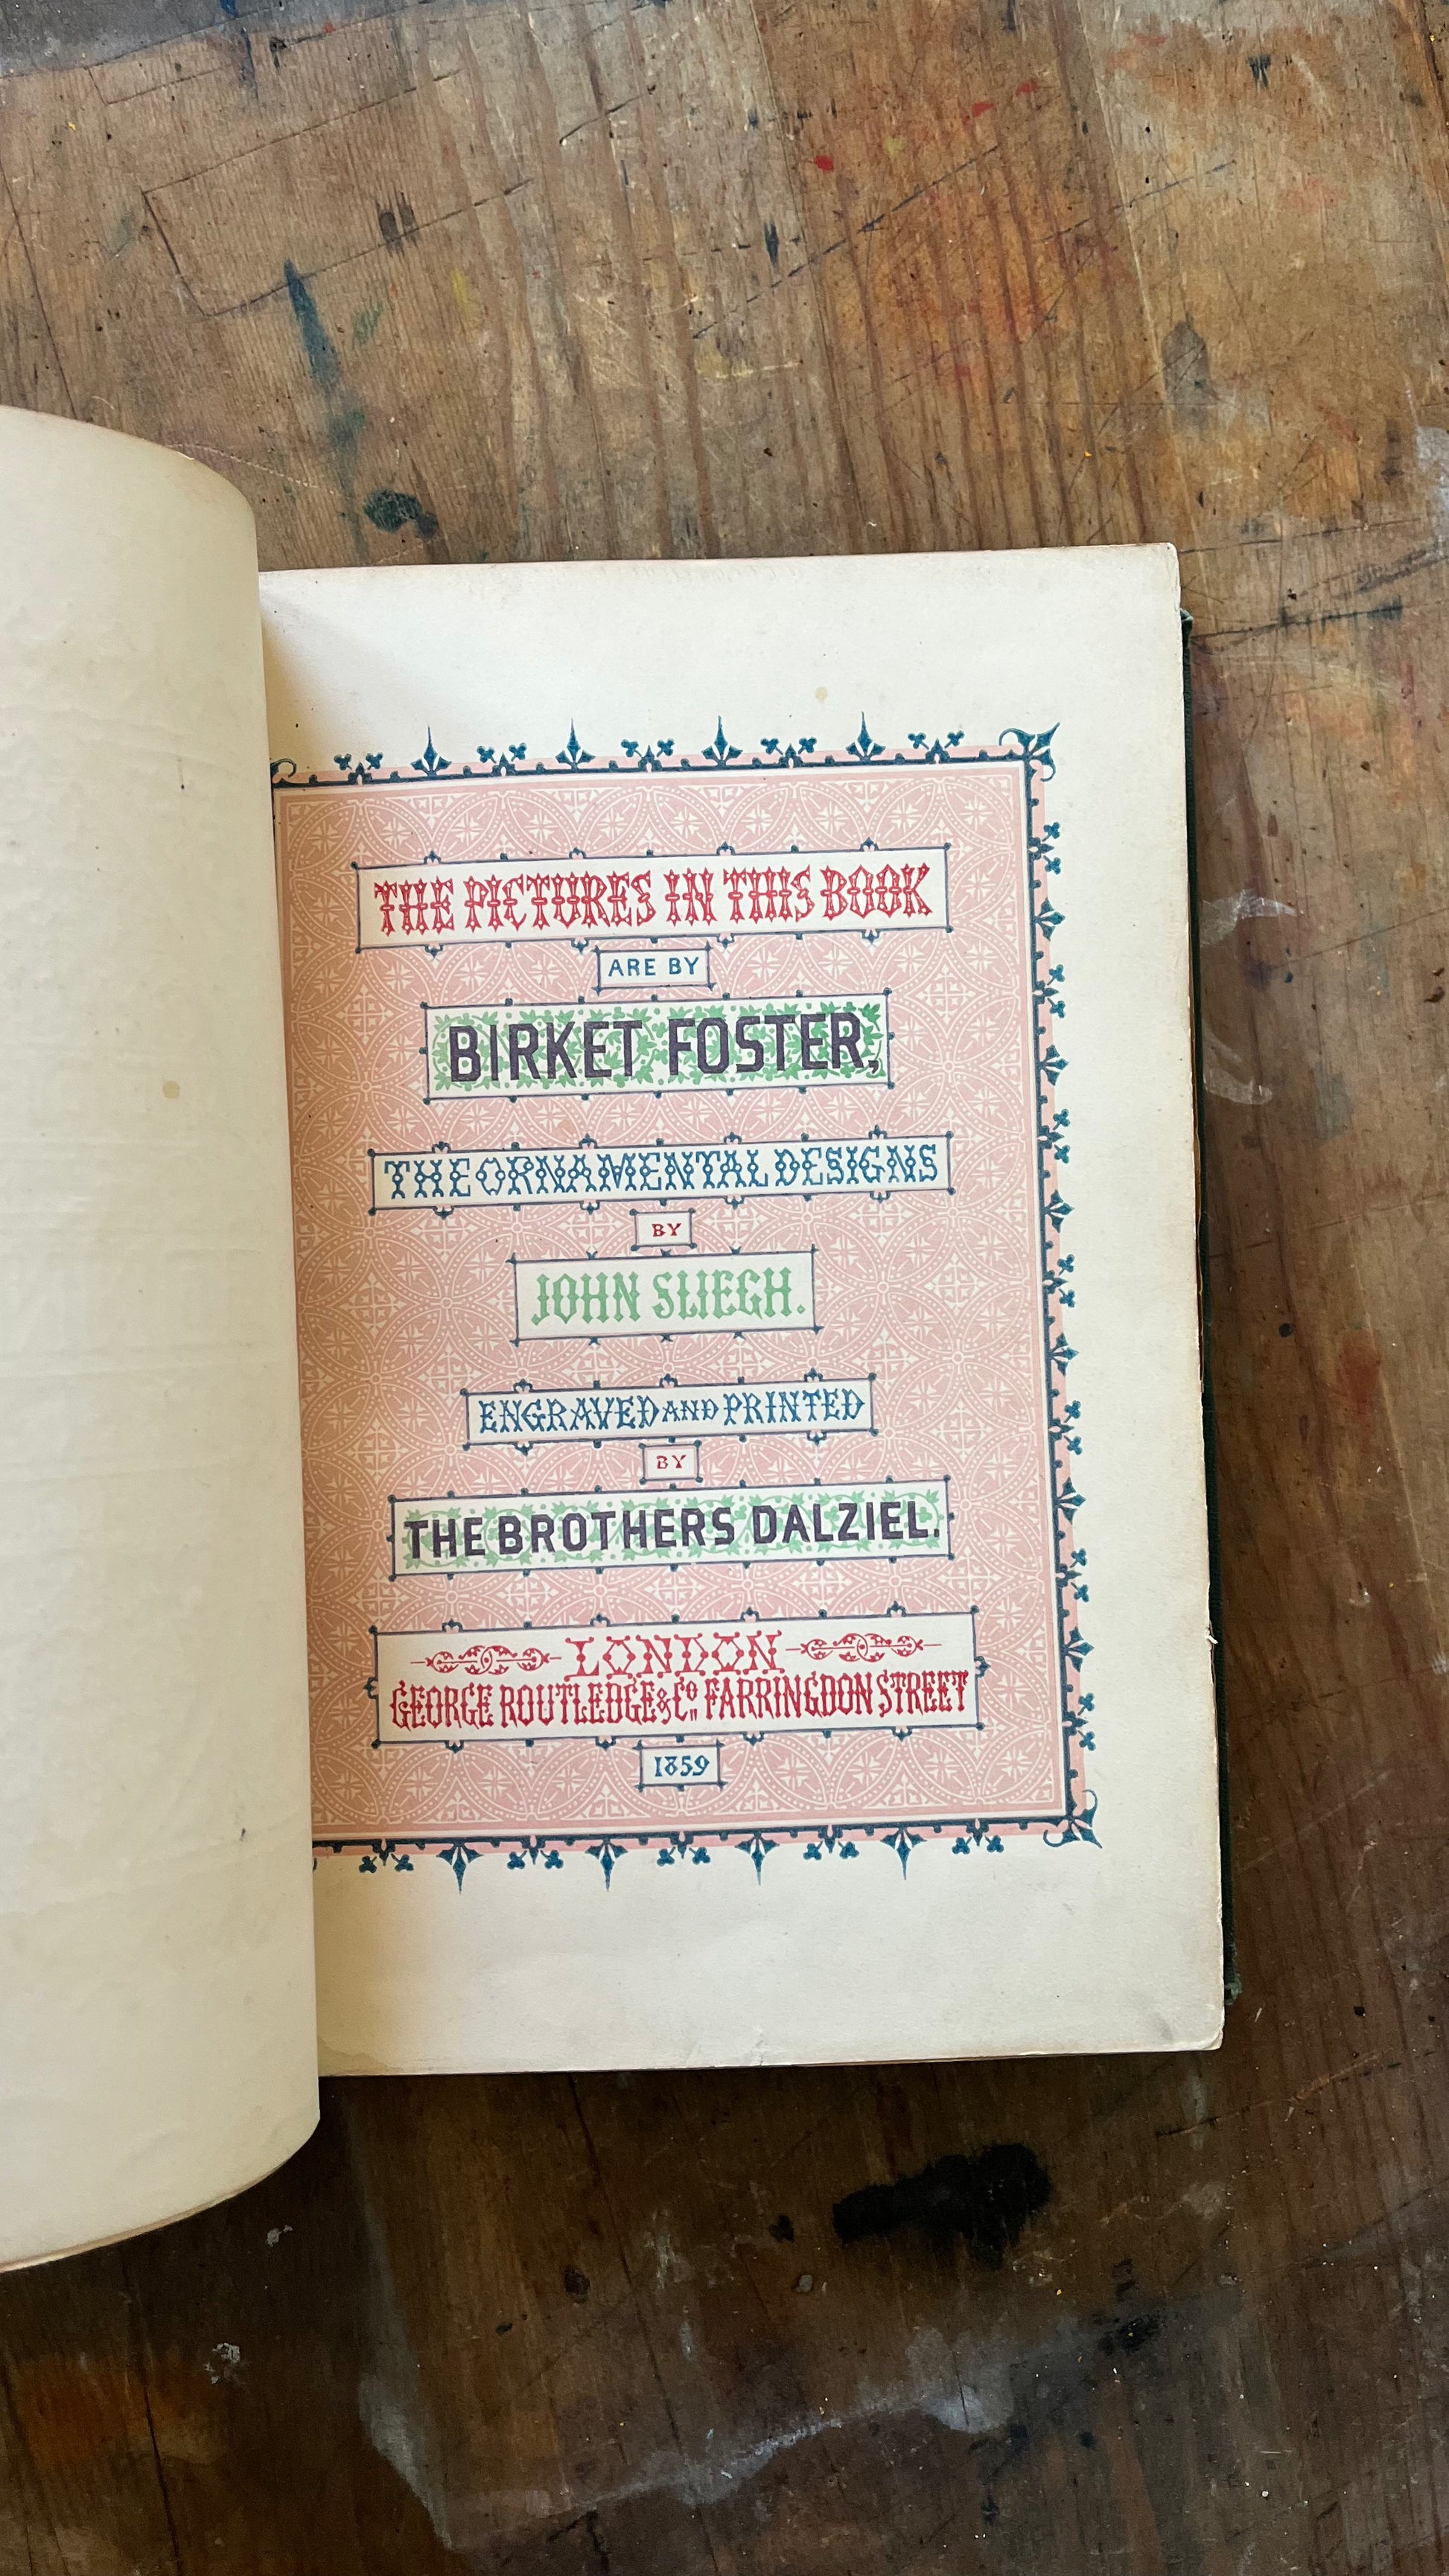 THE PICTURES IN THIS BOOK
ARE BY
BIRKET FOSTER,
THE ORNAMENTAL DESIGNS
BY
JOHN SLIEGH.
ENGRAVED AND PRINTED
BY
THE BROTHERS DALZIEL.
LONDON
GEORGE ROUTLEDGE & Co. FARRINGDON STREET
1859